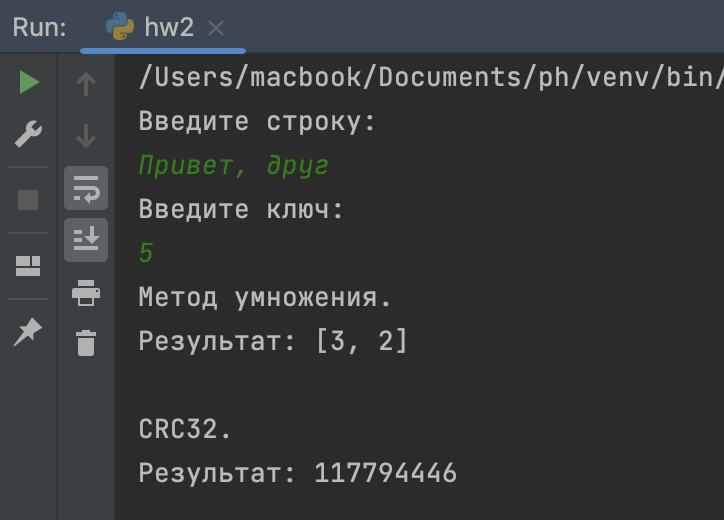 Run: hw2
/Users/macbook/Documents/ph/venv/bin/
Введите строку:
Привет, друг
Введите ключ:
5
Метод умножения.
Результат: [3, 2]
CRC32.
Результат: 117794446